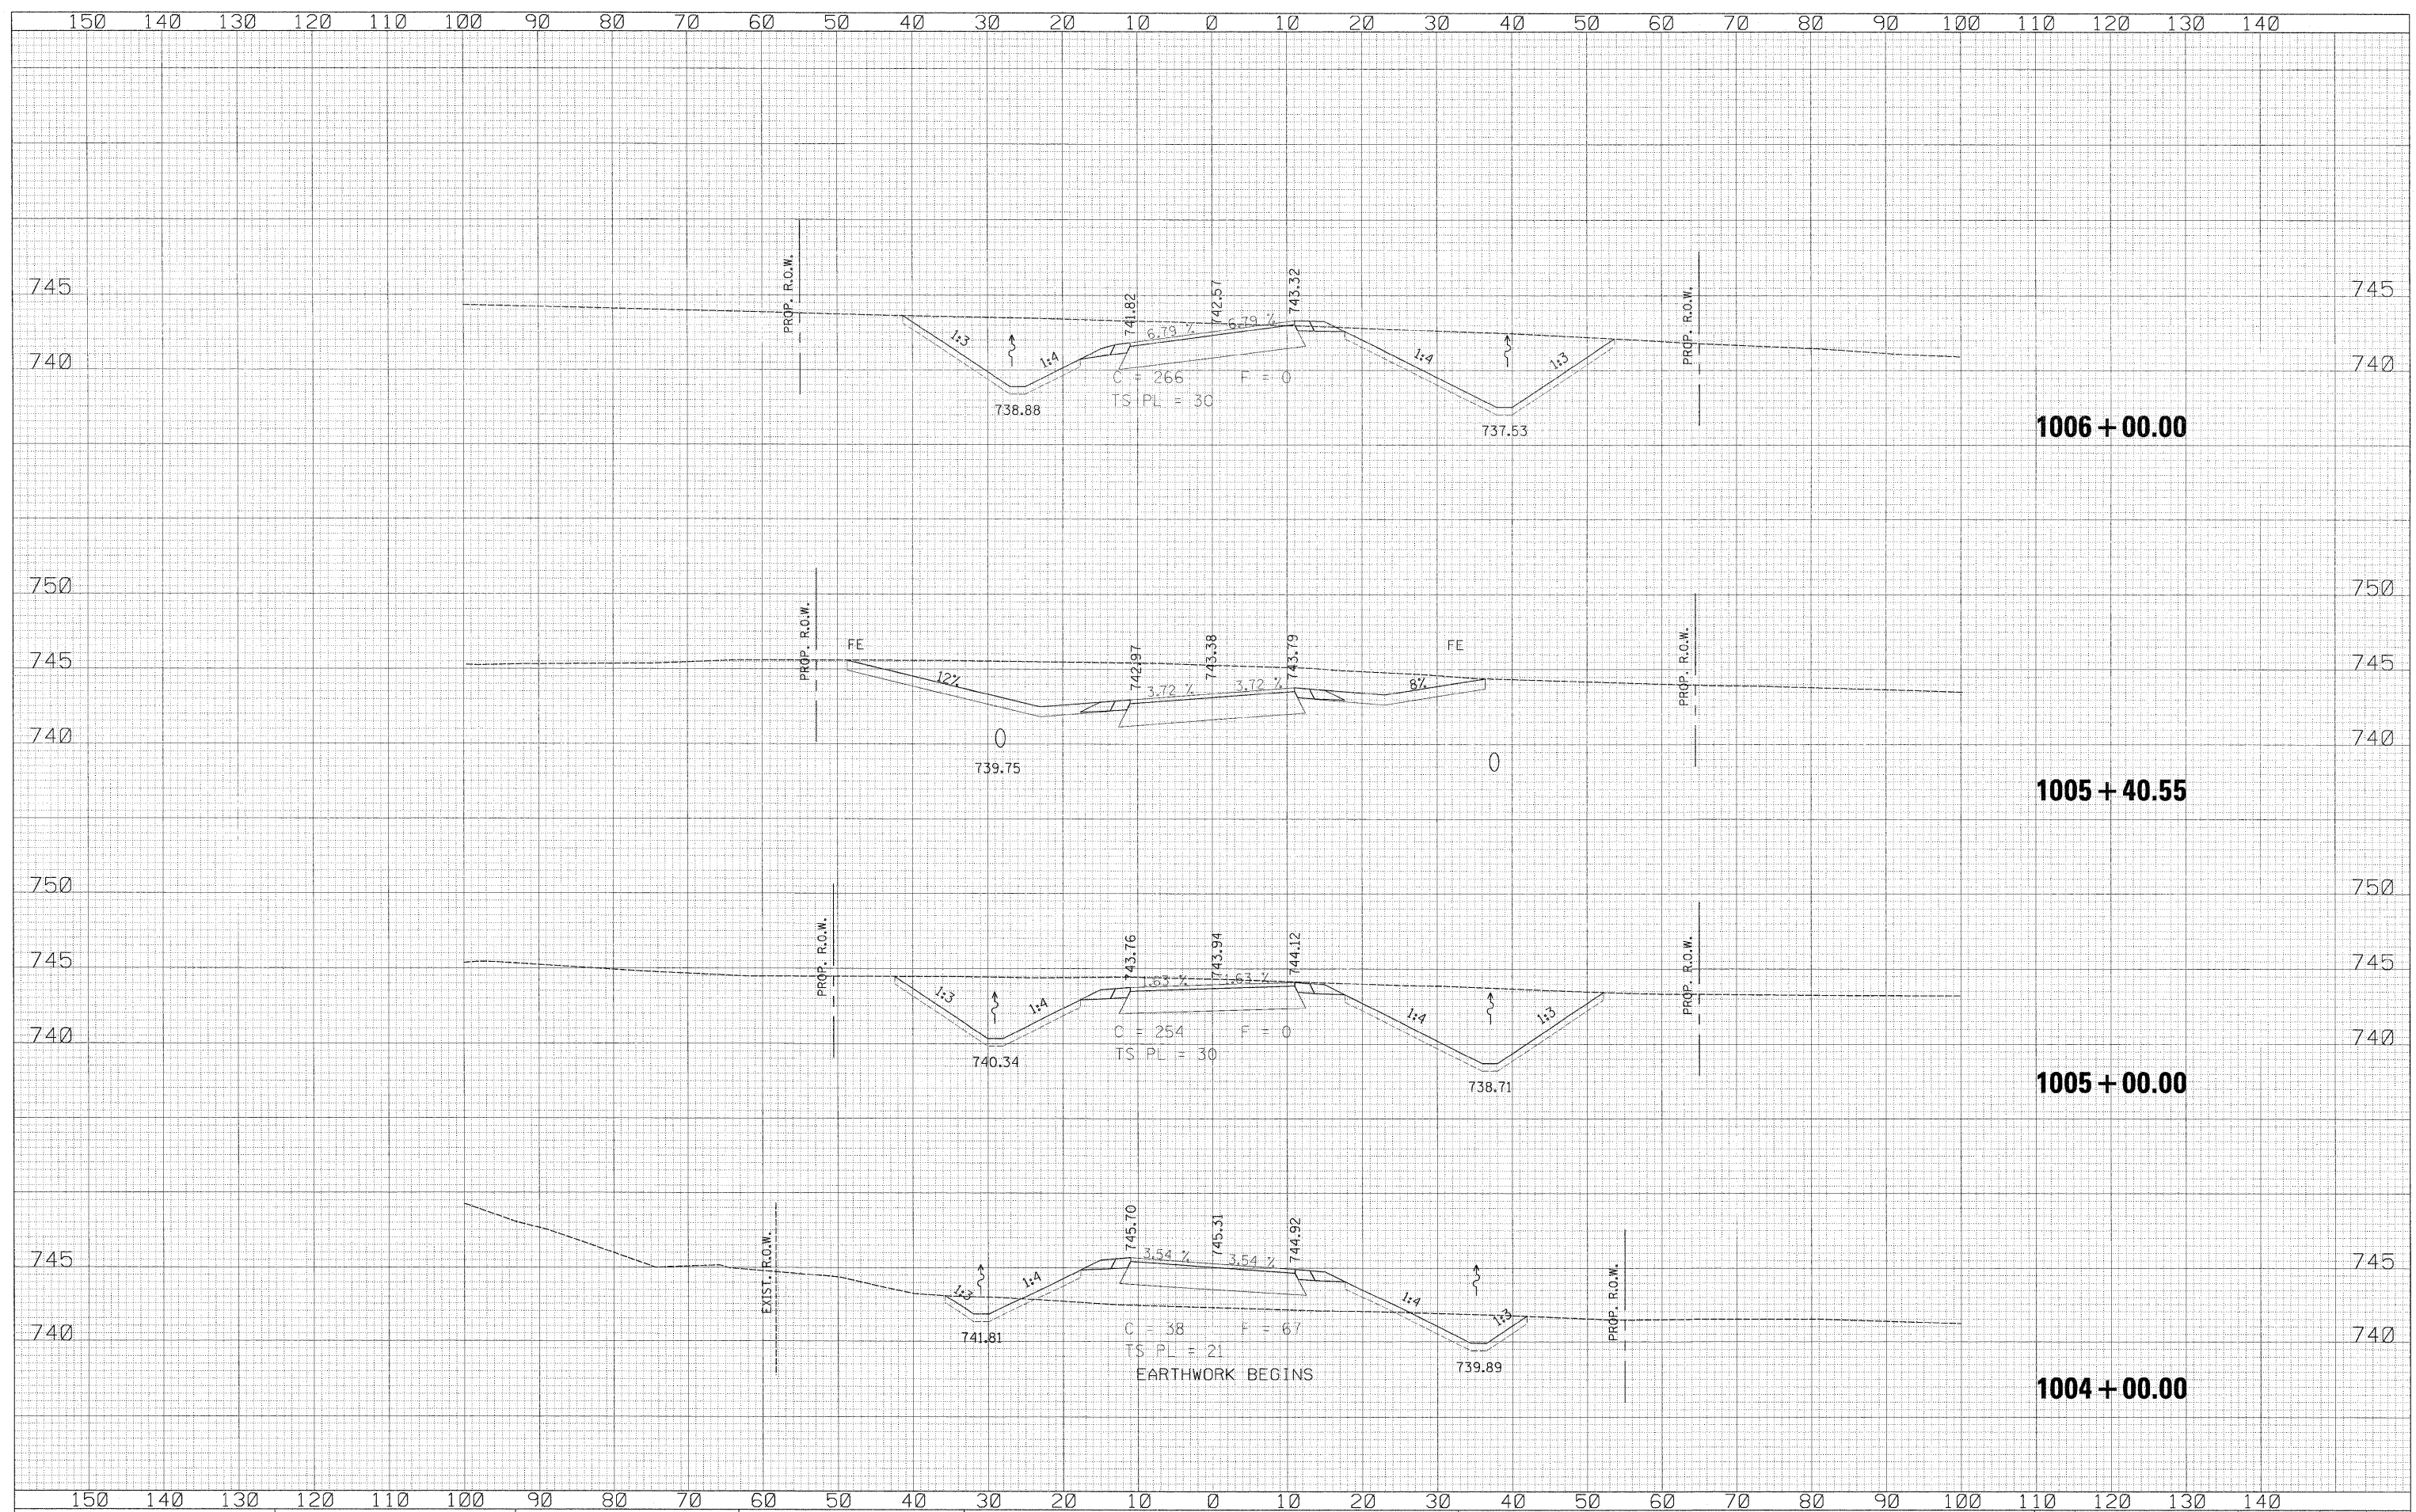 150 140 130 120 110 100 90 80 70 60 50 40 30 20 10 0 10 20 30 40 50 60 70 80 90 100 110 120 130 140
PROP. R.O.W.
741.82
742.57
743.32
PROP. R.O.W.
745 745
6.79 % 6.79 %
1:3 1:4 1:4 1:3
740 740
C = 266 F = 0
TS PL = 30
738.88
737.53
1006+00.00
750 750
PROP. R.O.W.
FE
742.97
743.38
743.79
FE
PROP. R.O.W.
745 745
12% 3.72 % 3.72 % 8%
740 740
739.75
1005+40.55
750 750
PROP. R.O.W.
743.76
743.94
744.12
PROP. R.O.W.
745 745
1.63 % 1.63 %
1:3 1:4 1:4 1:3
740 740
C = 254 F = 0
TS PL = 30
740.34
738.71
1005+00.00
EXIST. R.O.W.
745.70
745.31
744.92
PROP. R.O.W.
745 745
3.54 % 3.54 %
1:3 1:4 1:4 1:3
740 740
C = 38 F = 67
741.81
TS PL = 21
739.89
EARTHWORK BEGINS
1004+00.00
150 140 130 120 110 100 90 80 70 60 50 40 30 20 10 0 10 20 30 40 50 60 70 80 90 100 110 120 130 140